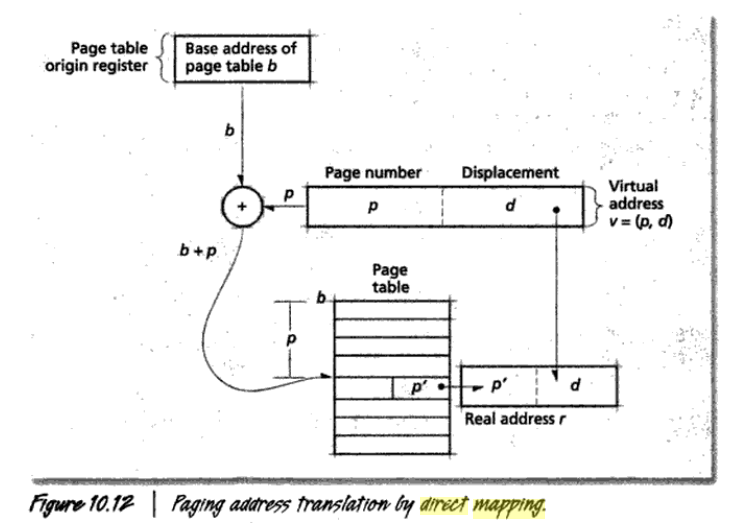 Page table
origin register
Base address of
page table b
b
Page number
Displacement
+
p
p
d
Virtual
address
v = (p, d)
b + p
Page
table
b
p
p'
p'
d
Real address r
Figure 10.12 | Paging address translation by direct mapping.